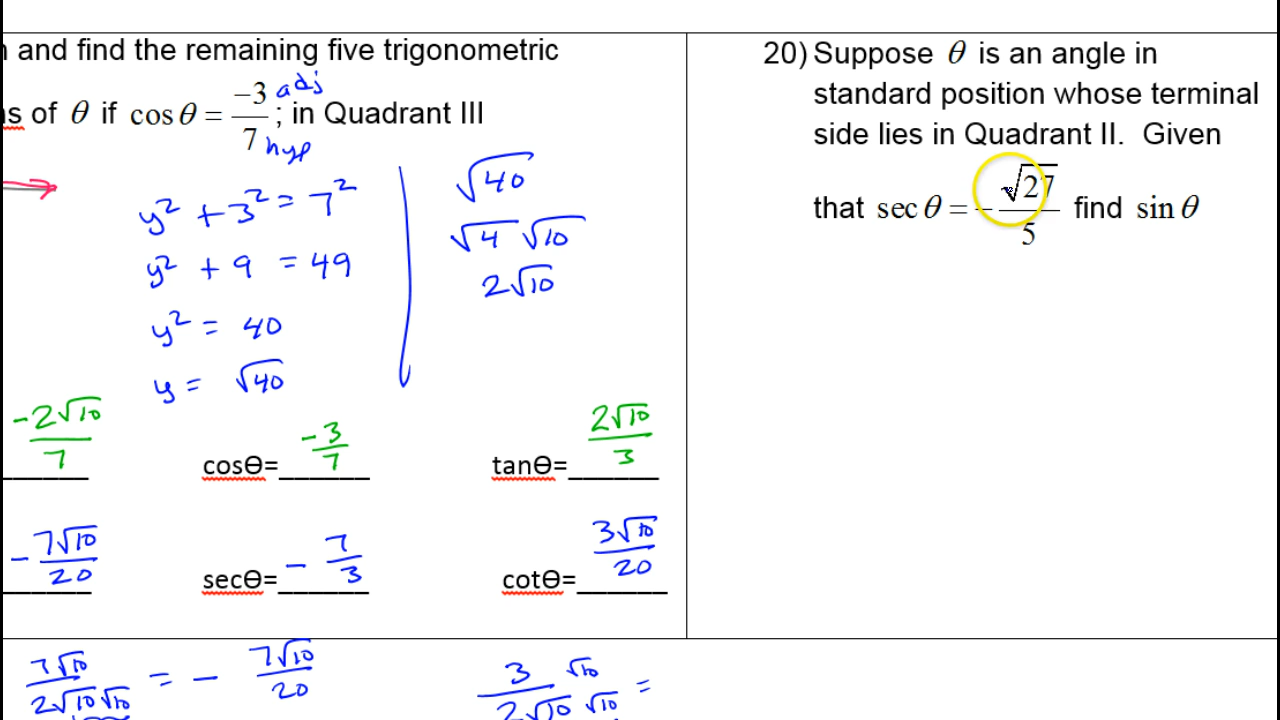 n and find the remaining five trigonometric
ns of θ if cos θ = −3/7 ; in Quadrant III
adj
hyp
y² + 3² = 7²
y² + 9 = 49
y² = 40
y = √40
√40
√4 √10
2√10
-2√10/7
cosθ= -3/7
tanθ= 2√10/3
- 7√10/20
secθ= - 7/3
cotθ= 3√10/20
7√10/2√10√10 = - 7√10/20
3 √10/2√10 √10 =
20) Suppose θ is an angle in
standard position whose terminal
side lies in Quadrant II. Given
that sec θ = − √27/5 find sin θ